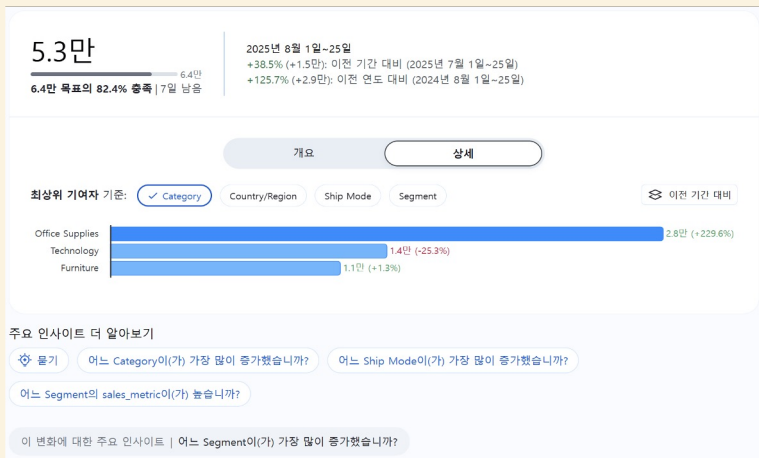 5.3만
6.4만
6.4만 목표의 82.4% 충족 | 7일 남음
2025년 8월 1일~25일
+38.5% (+1.5만): 이전 기간 대비 (2025년 7월 1일~25일)
+125.7% (+2.9만): 이전 연도 대비 (2024년 8월 1일~25일)
개요 상세
최상위 기여자 기준: Category Country/Region Ship Mode Segment 이전 기간 대비
Office Supplies 2.8만 (+229.6%)
Technology 1.4만 (-25.3%)
Furniture 1.1만 (+1.3%)
주요 인사이트 더 알아보기
묻기 어느 Category이(가) 가장 많이 증가했습니까? 어느 Ship Mode이(가) 가장 많이 증가했습니까?
어느 Segment의 sales_metric이(가) 높습니까?
이 변화에 대한 주요 인사이트 | 어느 Segment이(가) 가장 많이 증가했습니까?